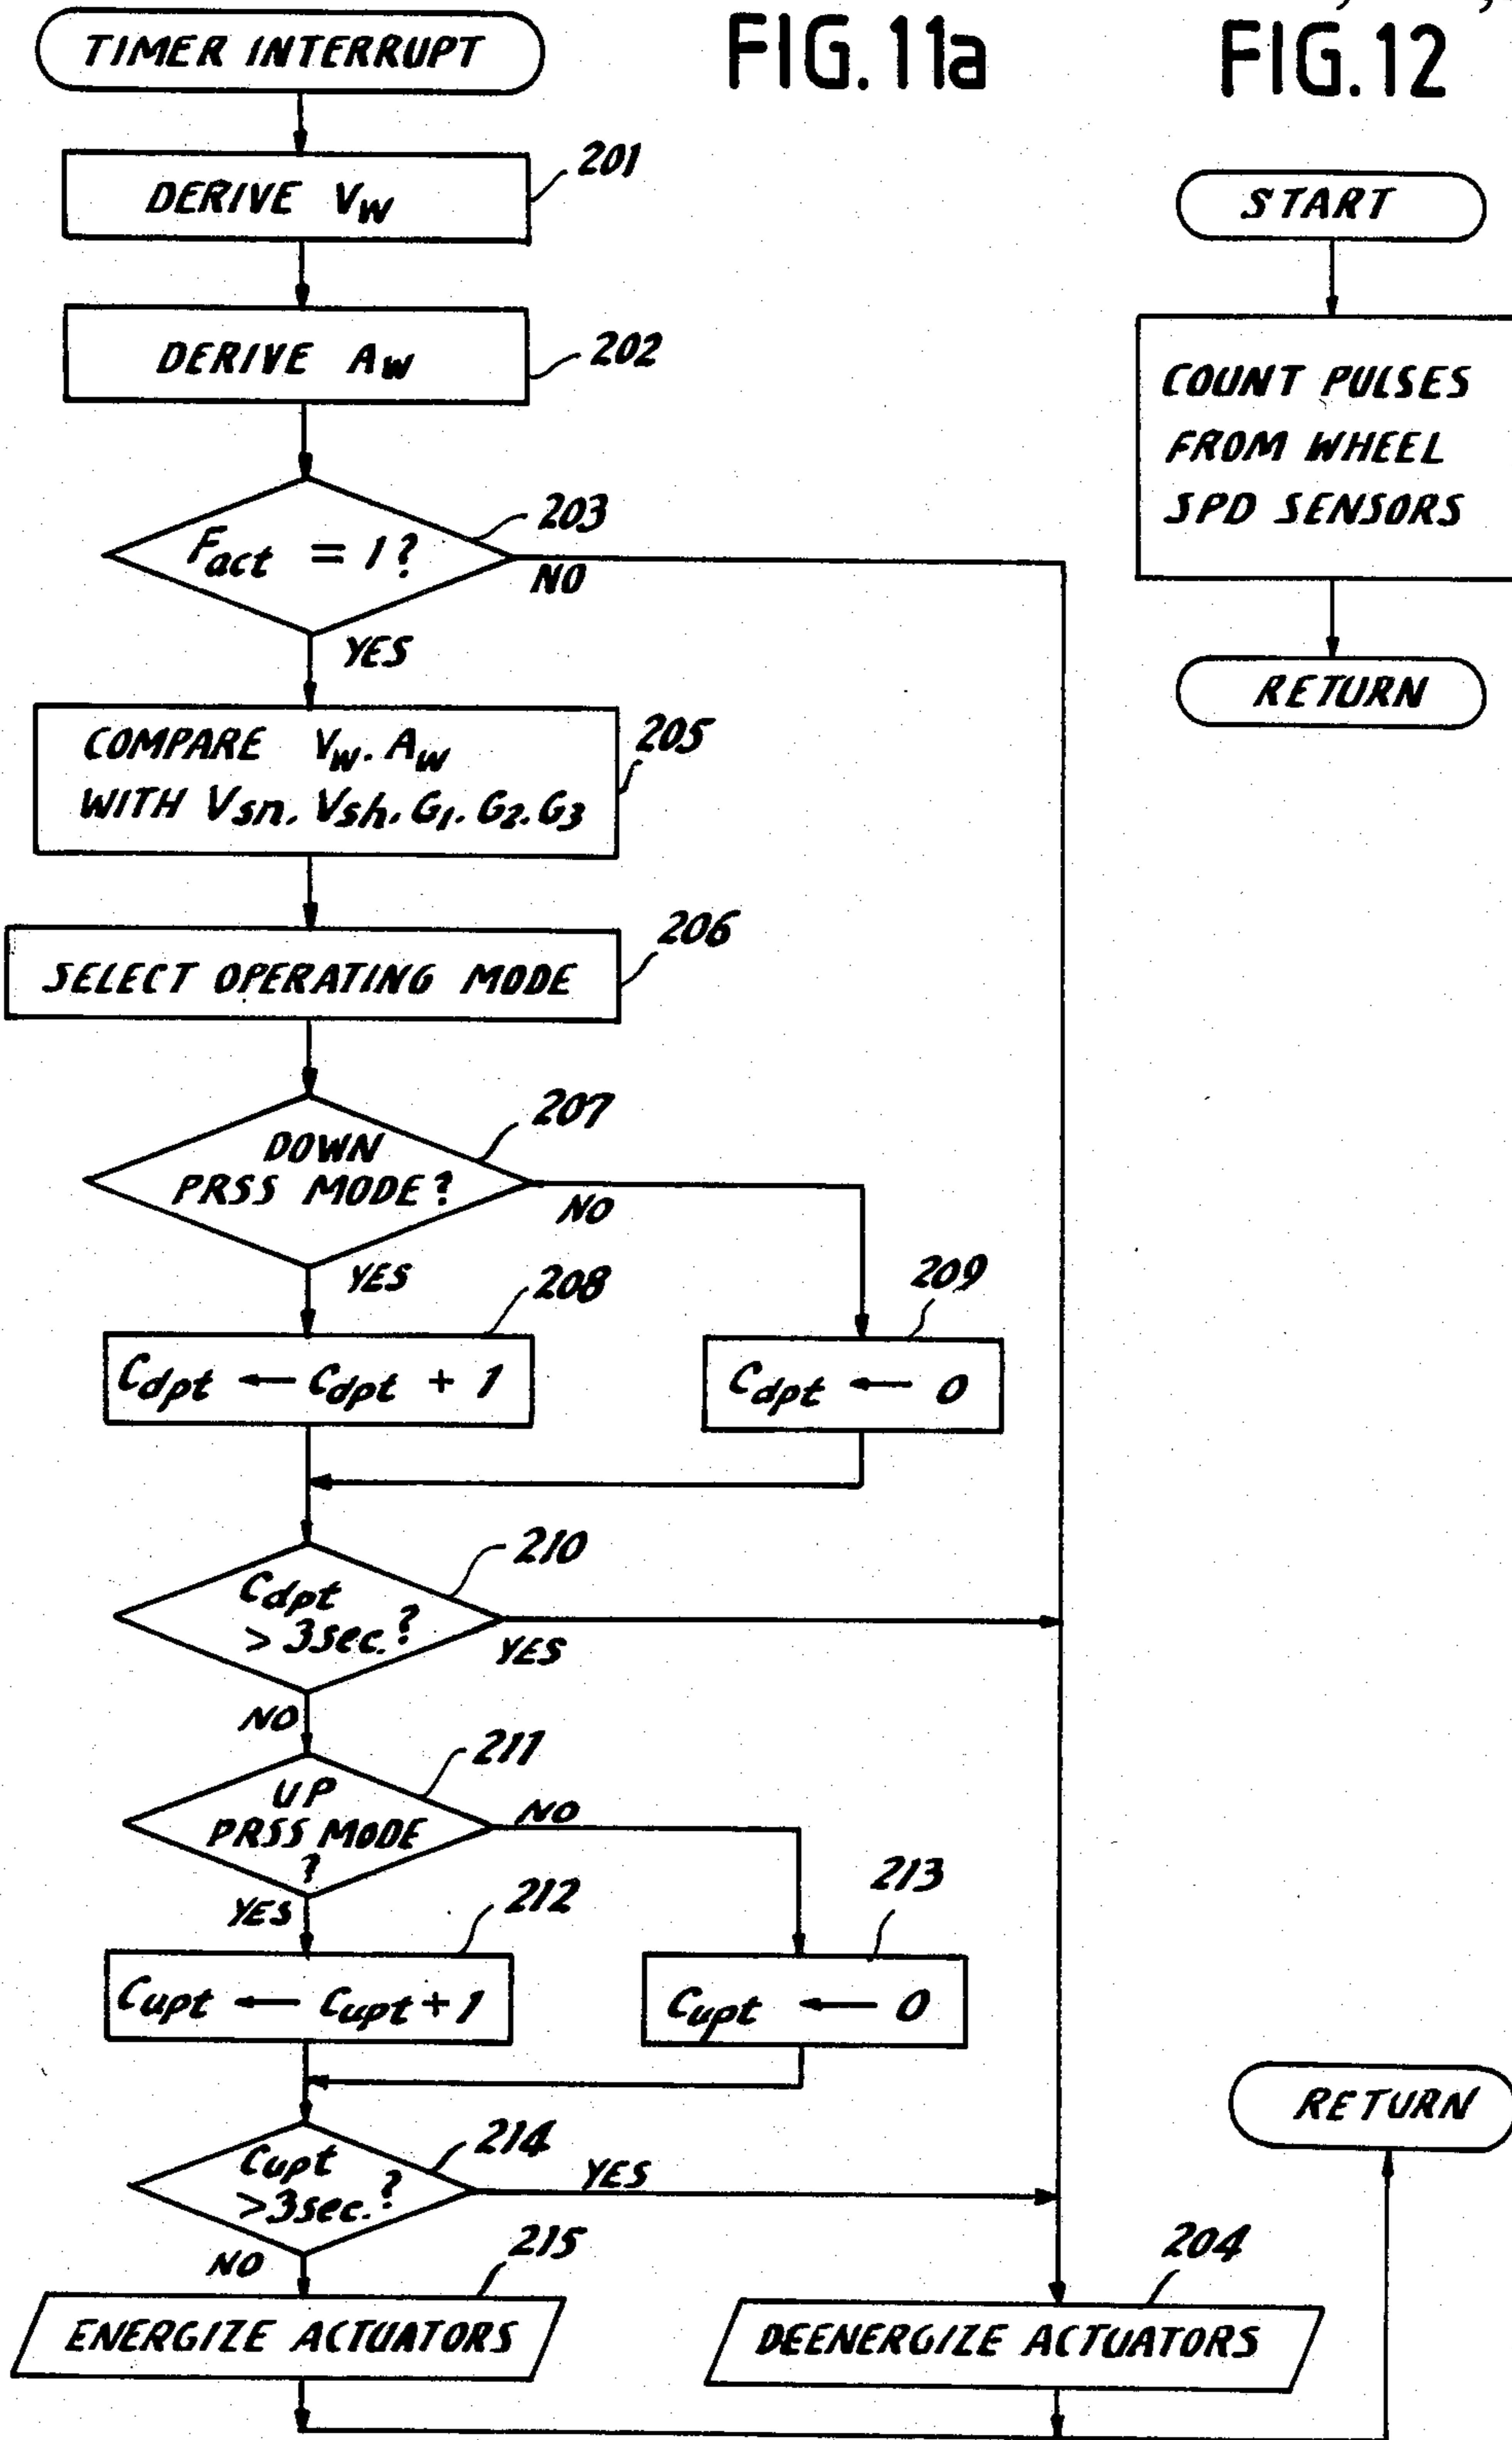 FIG. 11a
TIMER INTERRUPT
DERIVE Vw
201
DERIVE Aw
202
Fact = 1?
203
NO
YES
COMPARE Vw. Aw
WITH Vsn. Vsh. G1. G2. G3
205
SELECT OPERATING MODE
206
DOWN
PRSS MODE?
207
NO
YES
208
Cdpt ← Cdpt + 1
209
Cdpt ← 0
210
Cdpt
> 3sec.?
YES
NO
211
UP
PRSS MODE
?
NO
YES
212
Cupt ← Cupt + 1
213
Cupt ← 0
214
Cupt
>3sec.?
YES
NO
215
ENERGIZE ACTUATORS
204
DEENERGIZE ACTUATORS
RETURN
FIG. 12
START
COUNT PULSES
FROM WHEEL
SPD SENSORS
RETURN